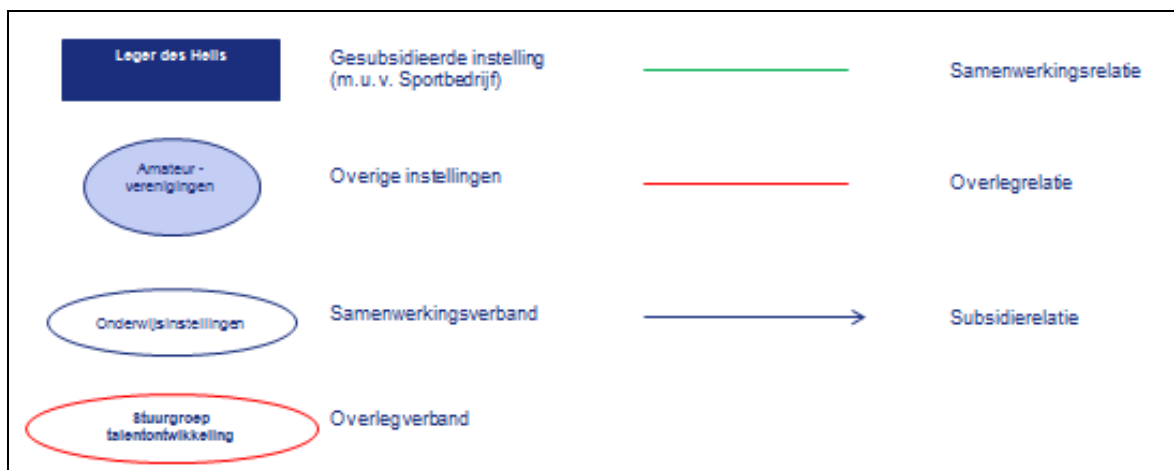 Leger des Heils
Gesubsidieerde instelling
(m.u.v. Sportbedrijf)
Samenwerkingsrelatie
Amateur -
verenigingen
Overige instellingen
Overlegrelatie
Onderwijsinstellingen
Samenwerkingsverband
Subsidierelatie
Stuurgroep
talentontwikkeling
Overlegverband